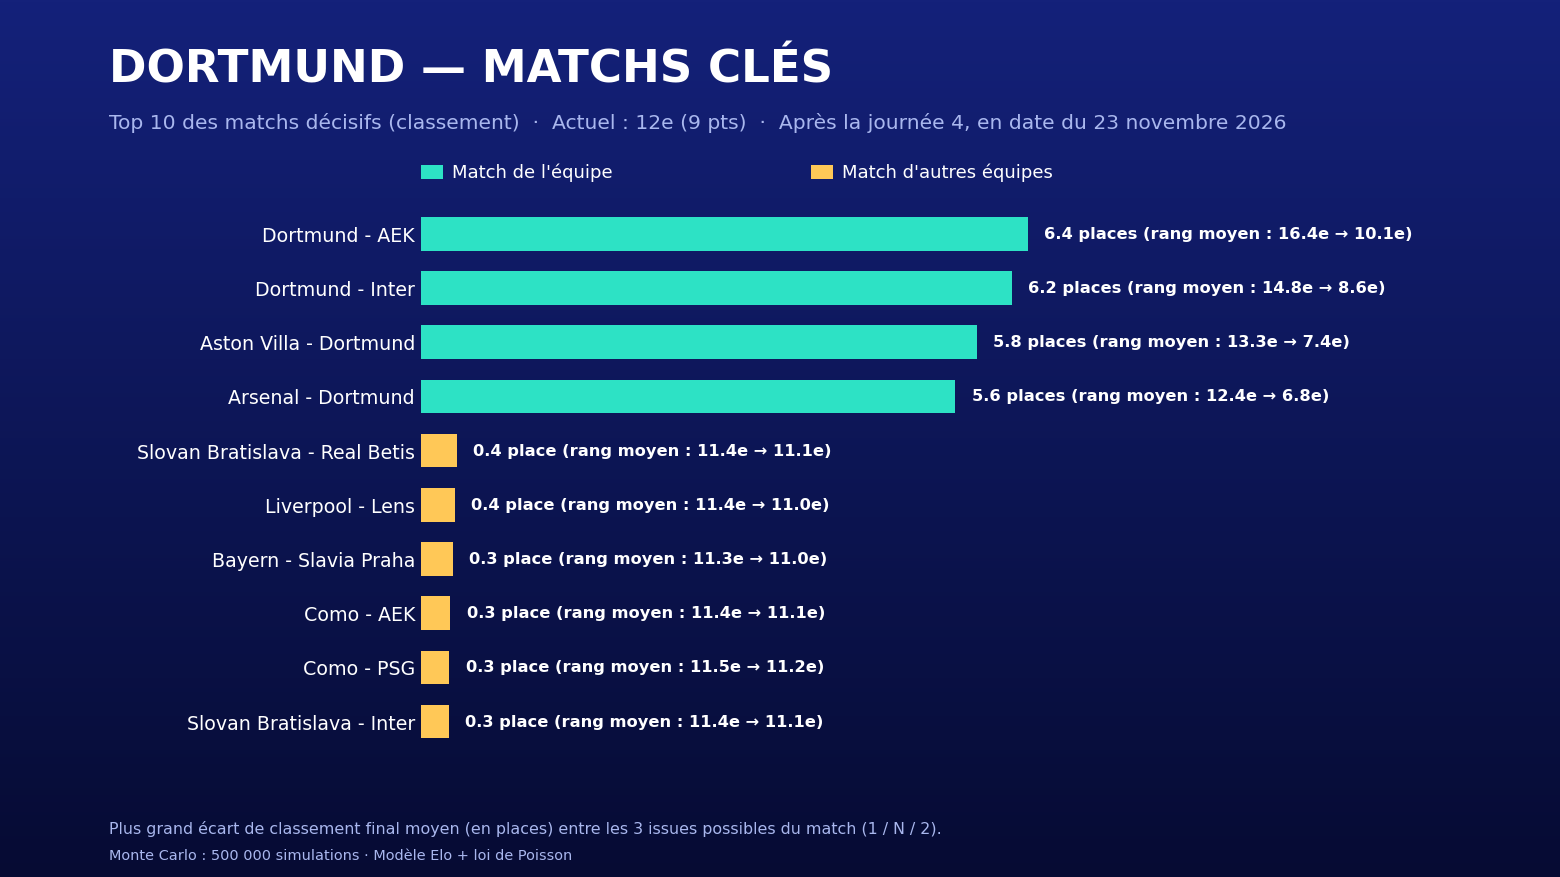 DORTMUND — MATCHS CLÉS
Top 10 des matchs décisifs (classement)  ·  Actuel : 12e (9 pts)  ·  Après la journée 4, en date du 23 novembre 2026
Match de l'équipe
Match d'autres équipes
Dortmund - AEK 6.4 places (rang moyen : 16.4e → 10.1e)
Dortmund - Inter 6.2 places (rang moyen : 14.8e → 8.6e)
Aston Villa - Dortmund 5.8 places (rang moyen : 13.3e → 7.4e)
Arsenal - Dortmund 5.6 places (rang moyen : 12.4e → 6.8e)
Slovan Bratislava - Real Betis 0.4 place (rang moyen : 11.4e → 11.1e)
Liverpool - Lens 0.4 place (rang moyen : 11.4e → 11.0e)
Bayern - Slavia Praha 0.3 place (rang moyen : 11.3e → 11.0e)
Como - AEK 0.3 place (rang moyen : 11.4e → 11.1e)
Como - PSG 0.3 place (rang moyen : 11.5e → 11.2e)
Slovan Bratislava - Inter 0.3 place (rang moyen : 11.4e → 11.1e)
Plus grand écart de classement final moyen (en places) entre les 3 issues possibles du match (1 / N / 2).
Monte Carlo : 500 000 simulations · Modèle Elo + loi de Poisson